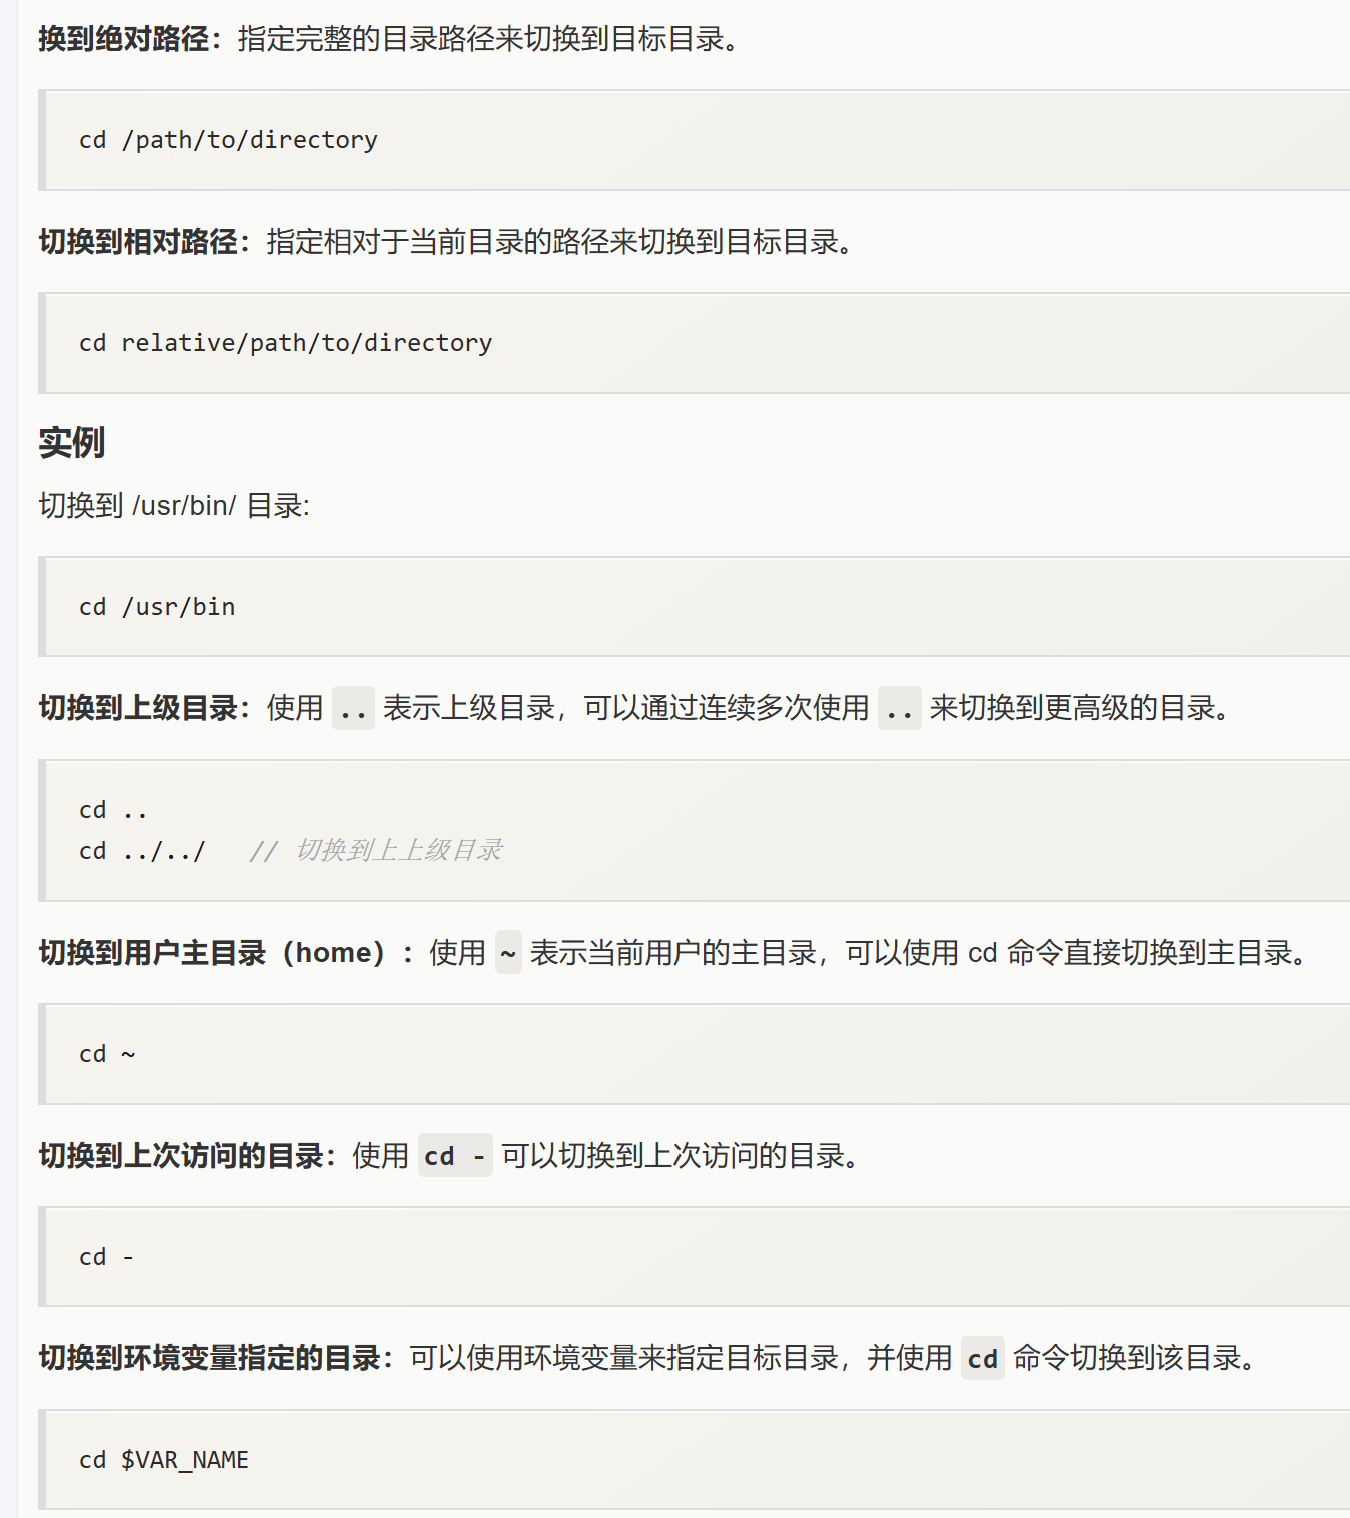 换到绝对路径：指定完整的目录路径来切换到目标目录。
cd /path/to/directory
切换到相对路径：指定相对于当前目录的路径来切换到目标目录。
cd relative/path/to/directory
实例
切换到 /usr/bin/ 目录:
cd /usr/bin
切换到上级目录：使用 .. 表示上级目录，可以通过连续多次使用 .. 来切换到更高级的目录。
cd ..
cd ../../   // 切换到上上级目录
切换到用户主目录（home）：使用 ~ 表示当前用户的主目录，可以使用 cd 命令直接切换到主目录。
cd ~
切换到上次访问的目录：使用 cd - 可以切换到上次访问的目录。
cd -
切换到环境变量指定的目录：可以使用环境变量来指定目标目录，并使用 cd 命令切换到该目录。
cd $VAR_NAME